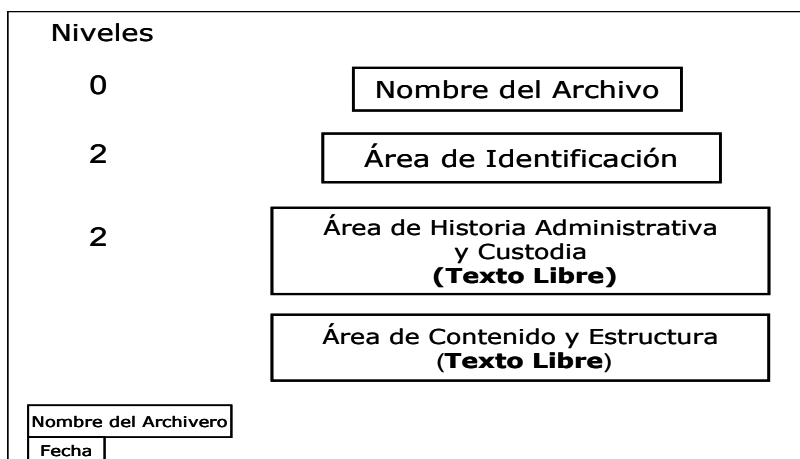 Niveles
0
Nombre del Archivo
2
Área de Identificación
2
Área de Historia Administrativa
y Custodia
(Texto Libre)
Área de Contenido y Estructura
(Texto Libre)
Nombre del Archivero
Fecha